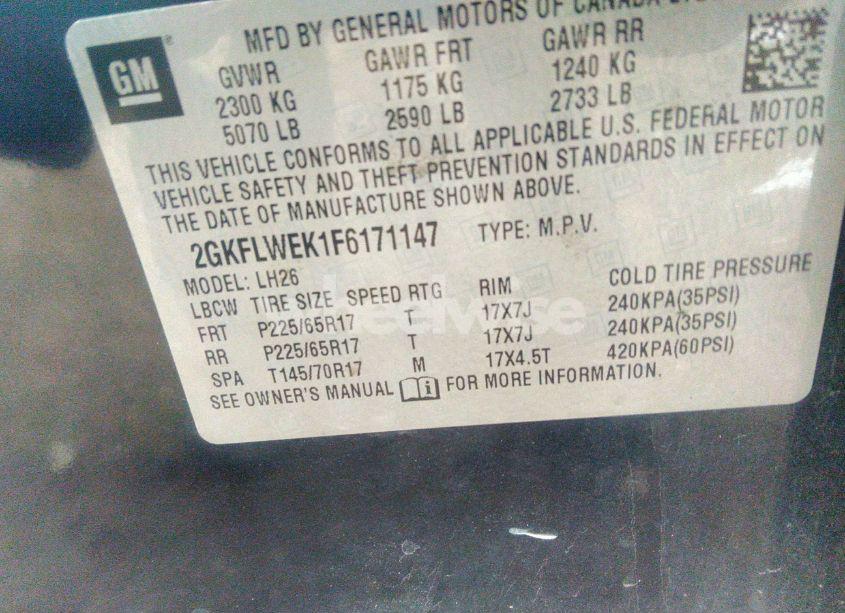 GM
MFD BY GENERAL MOTORS OF CANADA
GVWR GAWR FRT GAWR RR
2300 KG 1175 KG 1240 KG
5070 LB 2590 LB 2733 LB
THIS VEHICLE CONFORMS TO ALL APPLICABLE U.S. FEDERAL MOTOR
VEHICLE SAFETY AND THEFT PREVENTION STANDARDS IN EFFECT ON
THE DATE OF MANUFACTURE SHOWN ABOVE.
2GKFLWEK1F6171147 TYPE: M.P.V.
MODEL: LH26
LBCW TIRE SIZE SPEED RTG RIM COLD TIRE PRESSURE
FRT P225/65R17 T 17X7J 240KPA(35PSI)
RR P225/65R17 T 17X7J 240KPA(35PSI)
SPA T145/70R17 M 17X4.5T 420KPA(60PSI)
SEE OWNER'S MANUAL FOR MORE INFORMATION.